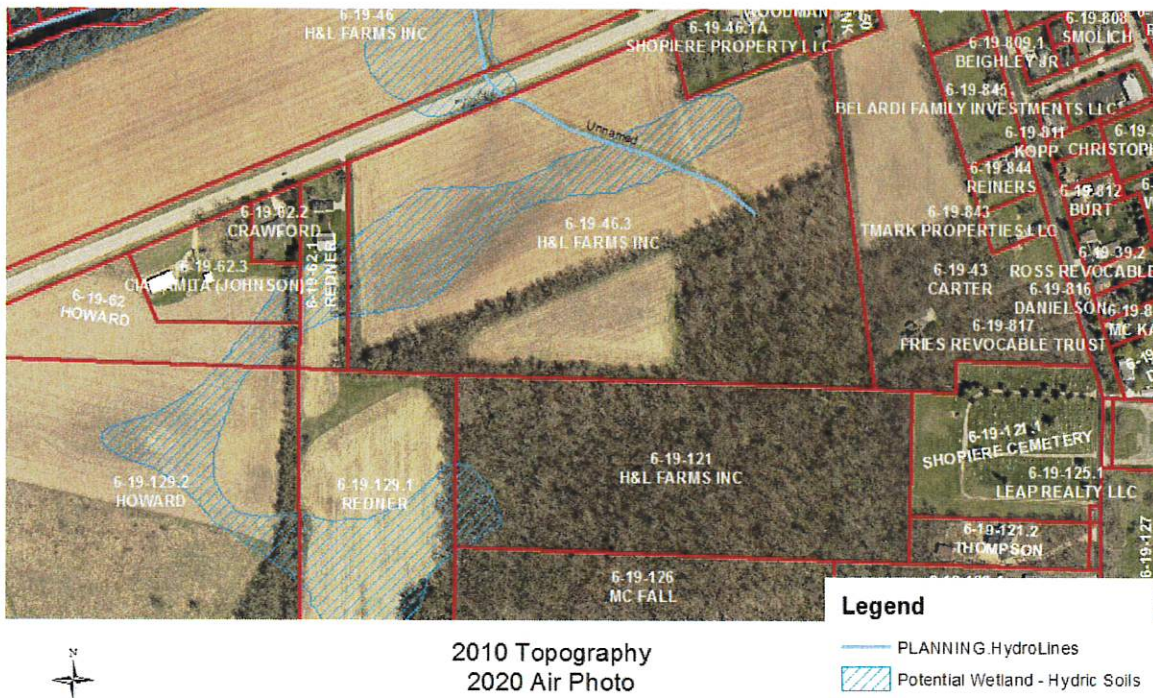 6-19-46
H&L FARMS INC
WOODMAN
6-19-46.1A
SHOPIERE PROPERTY LLC
6-19-808
SMOLICH
6-19-809.1
BEIGHLEY JR
6-19-845
BELARDI FAMILY INVESTMENTS LLC
6-19-811
KOPP
CHRISTOPH
6-19-844
REINERS
6-19-812
BURT
Unnamed
6-19-62.2
CRAWFORD
6-19-62.1
REDNER
6-19-46.3
H&L FARMS INC
6-19-843
TMARK PROPERTIES LLC
6-19-62.3
(JOHNSON)
6-19-62
HOWARD
6-19-43
CARTER
6-19-39.2
ROSS REVOCABLE
6-19-816
DANIELSON
6-19-817
FRIES REVOCABLE TRUST
6-19-121.1
SHOPIERE CEMETERY
6-19-129.2
HOWARD
6-19-129.1
REDNER
6-19-121
H&L FARMS INC
6-19-125.1
LEAP REALTY LLC
6-19-121.2
THOMPSON
6-19-127
6-19-126
MC FALL
Legend
PLANNING.HydroLines
Potential Wetland - Hydric Soils
N
2010 Topography
2020 Air Photo